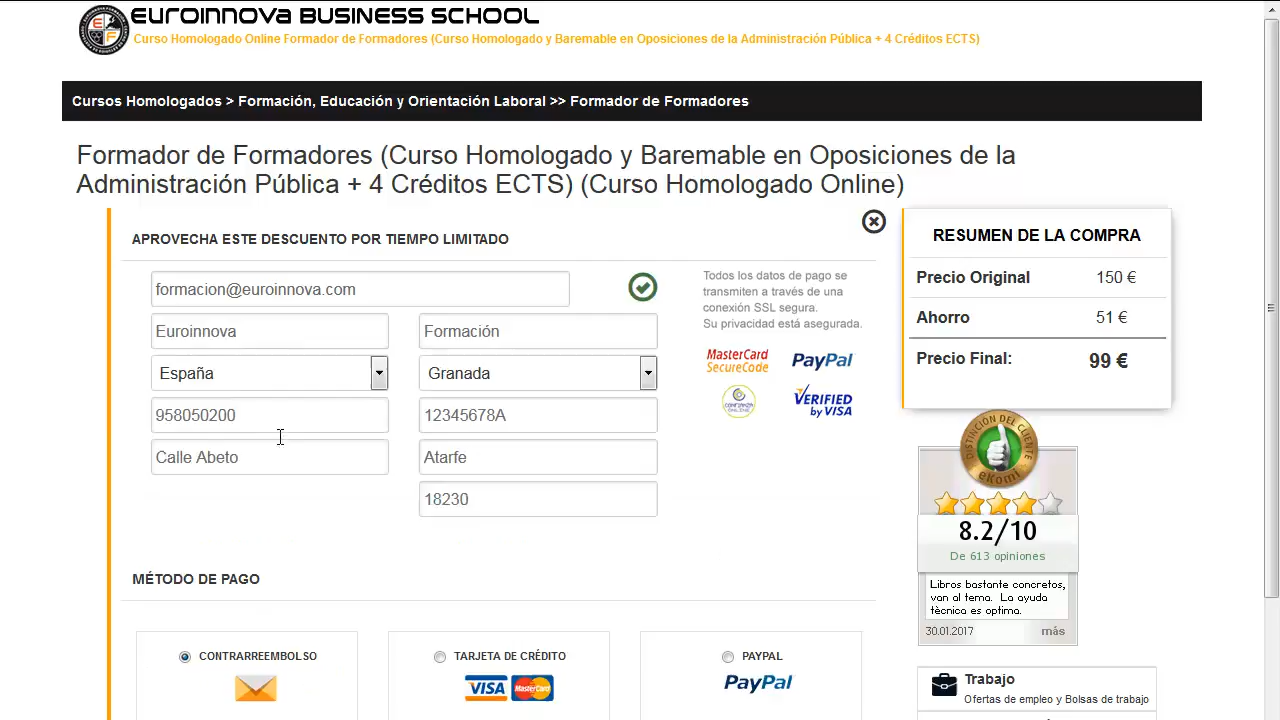 EUROINNOVA BUSINESS SCHOOL
Curso Homologado Online Formador de Formadores (Curso Homologado y Baremable en Oposiciones de la Administración Pública + 4 Créditos ECTS)
Cursos Homologados > Formación, Educación y Orientación Laboral >> Formador de Formadores
Formador de Formadores (Curso Homologado y Baremable en Oposiciones de la
Administración Pública + 4 Créditos ECTS) (Curso Homologado Online)
APROVECHA ESTE DESCUENTO POR TIEMPO LIMITADO
formacion@euroinnova.com
Euroinnova
Formación
España
Granada
958050200
12345678A
Calle Abeto
Atarfe
18230
Todos los datos de pago se
transmiten a través de una
conexión SSL segura.
Su privacidad está asegurada.
MasterCard
SecureCode
PayPal
CONFIANZA
ONLINE
VERIFIED
by VISA
RESUMEN DE LA COMPRA
Precio Original 150 €
Ahorro 51 €
Precio Final: 99 €
DISTINCIÓN DEL CLIENTE
eKomi
8.2/10
De 613 opiniones
Libros bastante concretos,
van al tema. La ayuda
tècnica es optima.
30.01.2017 más
Trabajo
Ofertas de empleo y Bolsas de trabajo
MÉTODO DE PAGO
CONTRARREEMBOLSO
TARJETA DE CRÉDITO
VISA MasterCard
PAYPAL
PayPal